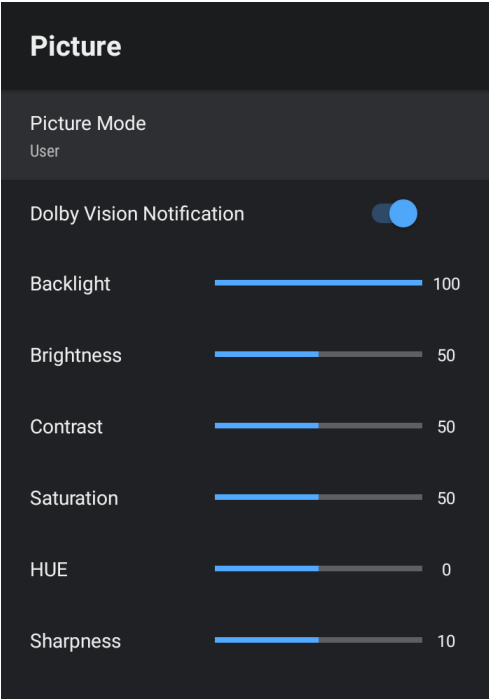 Picture
Picture Mode
User
Dolby Vision Notification
Backlight 100
Brightness 50
Contrast 50
Saturation 50
HUE 0
Sharpness 10